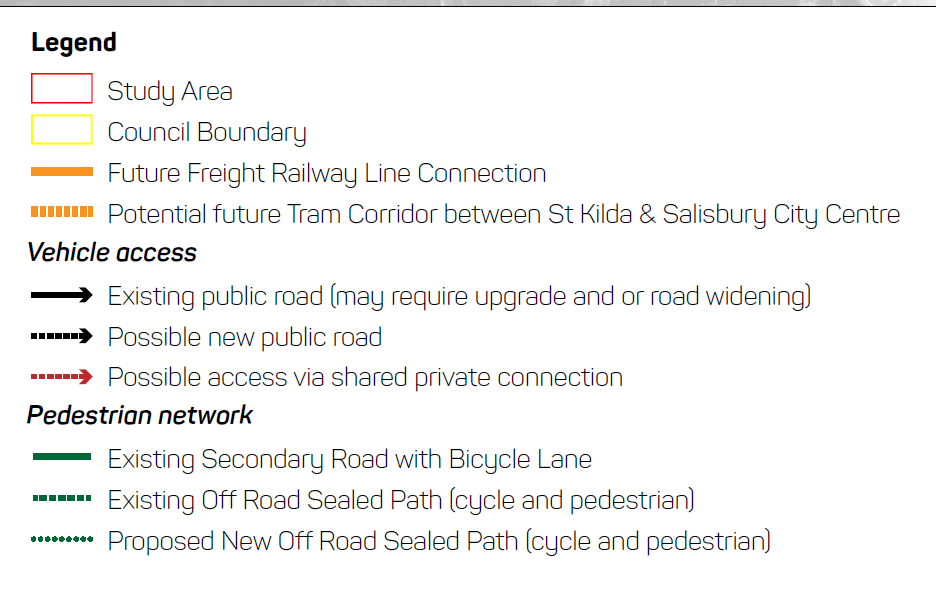 Legend
Study Area
Council Boundary
Future Freight Railway Line Connection
Potential future Tram Corridor between St Kilda & Salisbury City Centre
Vehicle access
Existing public road (may require upgrade and or road widening)
Possible new public road
Possible access via shared private connection
Pedestrian network
Existing Secondary Road with Bicycle Lane
Existing Off Road Sealed Path (cycle and pedestrian)
Proposed New Off Road Sealed Path (cycle and pedestrian)